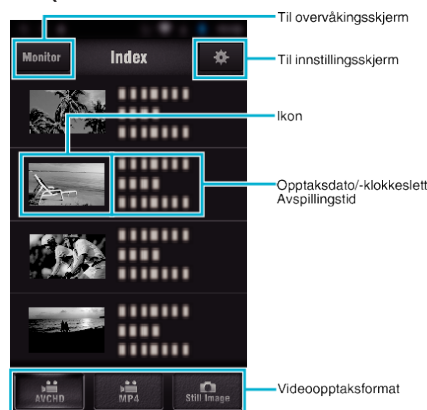 Til overvåkingsskjerm
Monitor
Index
Til innstillingsskjerm
Ikon
Opptaksdato/-klokkeslett
Avspillingstid
AVCHD
MP4
Still Image
Videoopptaksformat